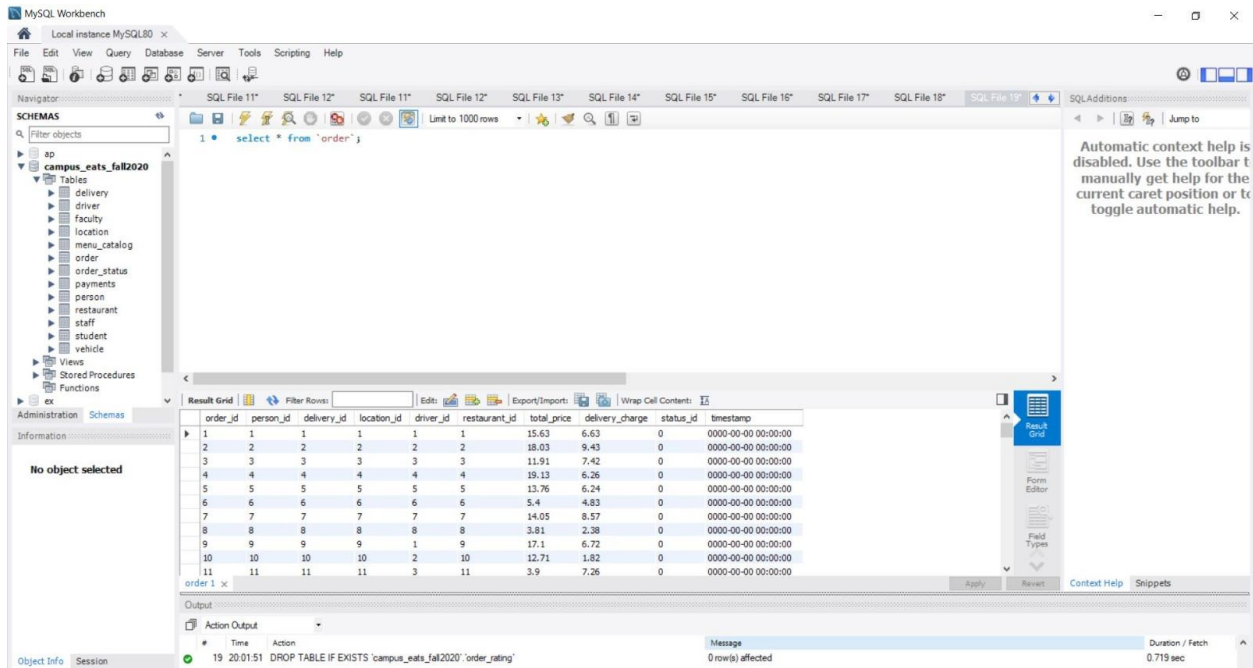 MySQL Workbench
Local instance MySQL80 ×
File Edit View Query Database Server Tools Scripting Help
Navigator
SQL File 11* SQL File 12* SQL File 11* SQL File 12* SQL File 13* SQL File 14* SQL File 15* SQL File 16* SQL File 17* SQL File 18* SQL File 19*
SQLAdditions
SCHEMAS
Filter objects
Limit to 1000 rows
Jump to
1 select * from `order`;
ap
campus_eats_fall2020
Tables
delivery
driver
faculty
location
menu_catalog
order
order_status
payments
person
restaurant
staff
student
vehicle
Views
Stored Procedures
Functions
ex
Administration Schemas
Information
No object selected
Automatic context help is
disabled. Use the toolbar t
manually get help for the
current caret position or to
toggle automatic help.
Result Grid Filter Rows: Edit: Export/Import: Wrap Cell Content:
order_id person_id delivery_id location_id driver_id restaurant_id total_price delivery_charge status_id timestamp
1 1 1 1 1 1 15.63 6.63 0 0000-00-00 00:00:00
2 2 2 2 2 2 18.03 9.43 0 0000-00-00 00:00:00
3 3 3 3 3 3 11.91 7.42 0 0000-00-00 00:00:00
4 4 4 4 4 4 19.13 6.26 0 0000-00-00 00:00:00
5 5 5 5 5 5 13.76 6.24 0 0000-00-00 00:00:00
6 6 6 6 6 6 5.4 4.83 0 0000-00-00 00:00:00
7 7 7 7 7 7 14.05 8.57 0 0000-00-00 00:00:00
8 8 8 8 8 8 3.81 2.38 0 0000-00-00 00:00:00
9 9 9 9 1 9 17.1 6.72 0 0000-00-00 00:00:00
10 10 10 10 2 10 12.71 1.82 0 0000-00-00 00:00:00
11 11 11 11 3 11 3.9 7.26 0 0000-00-00 00:00:00
Result
Grid
Form
Editor
Field
Types
order 1 ×
Apply Revert
Context Help Snippets
Output
Action Output
# Time Action Message Duration / Fetch
19 20:01:51 DROP TABLE IF EXISTS `campus_eats_fall2020`.`order_rating` 0 row(s) affected 0.719 sec
Object Info Session